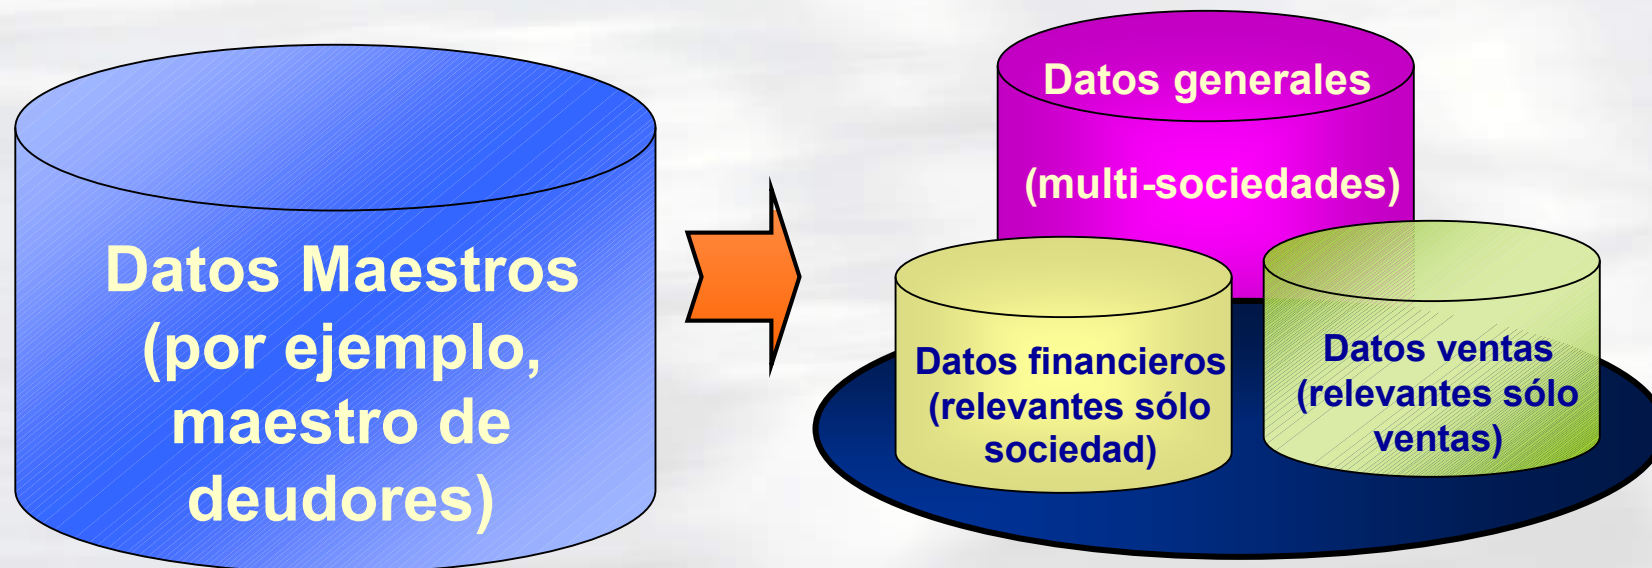 Datos Maestros
(por ejemplo,
maestro de
deudores)
Datos generales
(multi-sociedades)
Datos financieros
(relevantes sólo
sociedad)
Datos ventas
(relevantes sólo
ventas)